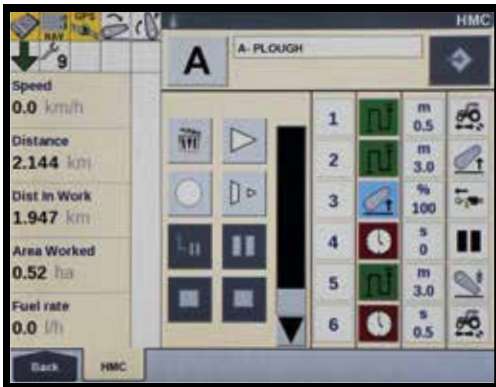 GPS
HMC
NAV
9
A
A- PLOUGH
Speed
0.0 km/h
Distance
2.144 km
Dist In Work
1.947 km
Area Worked
0.52 ha
Fuel rate
0.0 l/h
1 m 0.5
2 m 3.0
3 % 100
4 s 0
5 m 3.0
6 s 0.5
Back
HMC